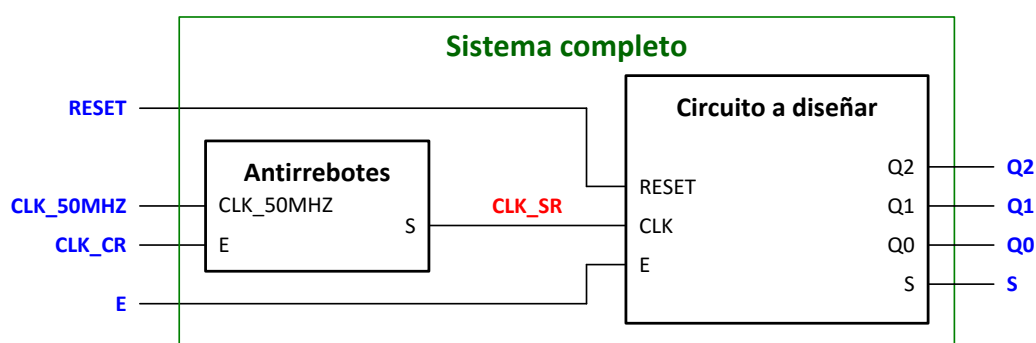 Sistema completo
RESET
Circuito a diseñar
Antirrebotes
CLK_50MHZ
CLK_50MHZ
CLK_CR
E
S
CLK_SR
E
RESET
CLK
E
Q2
Q1
Q0
S
Q2
Q1
Q0
S